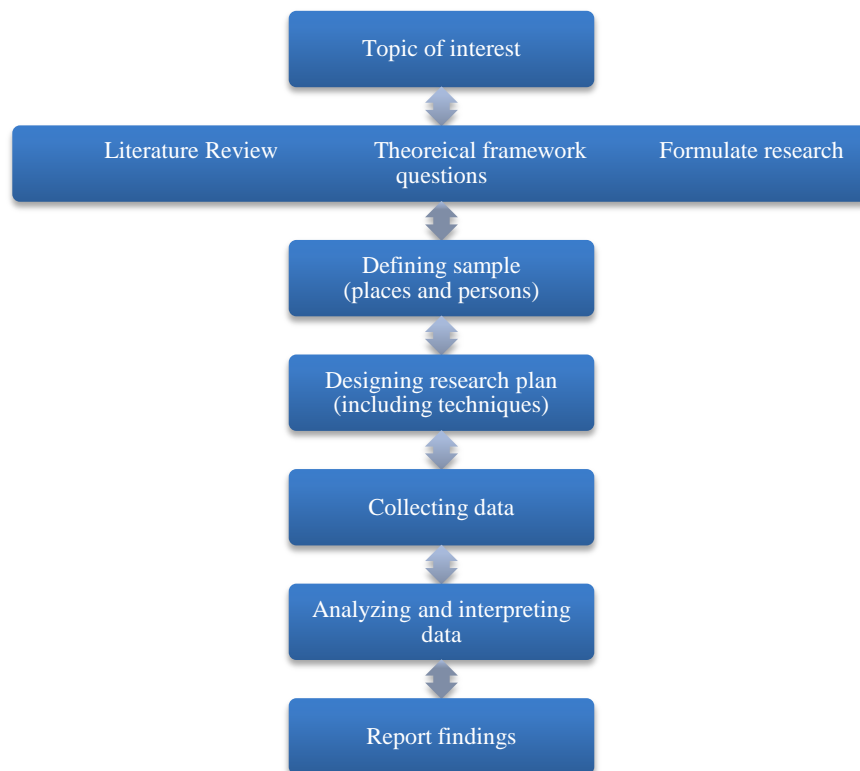 Topic of interest
Literature Review Theoreical framework Formulate research
questions
Defining sample
(places and persons)
Designing research plan
(including techniques)
Collecting data
Analyzing and interpreting
data
Report findings